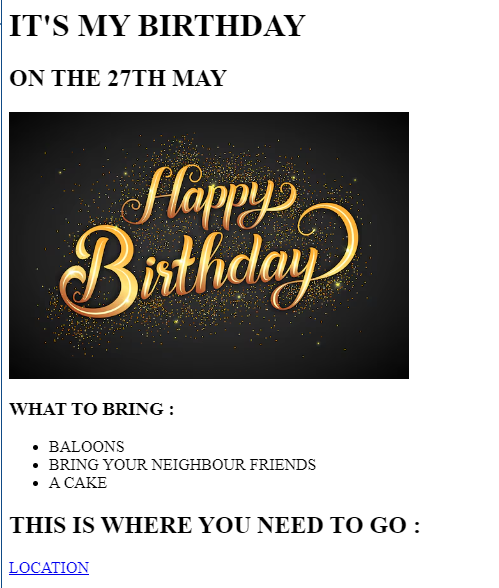 IT'S MY BIRTHDAY
ON THE 27TH MAY
Happy
Birthday
WHAT TO BRING :
BALOONS
BRING YOUR NEIGHBOUR FRIENDS
A CAKE
THIS IS WHERE YOU NEED TO GO :
LOCATION